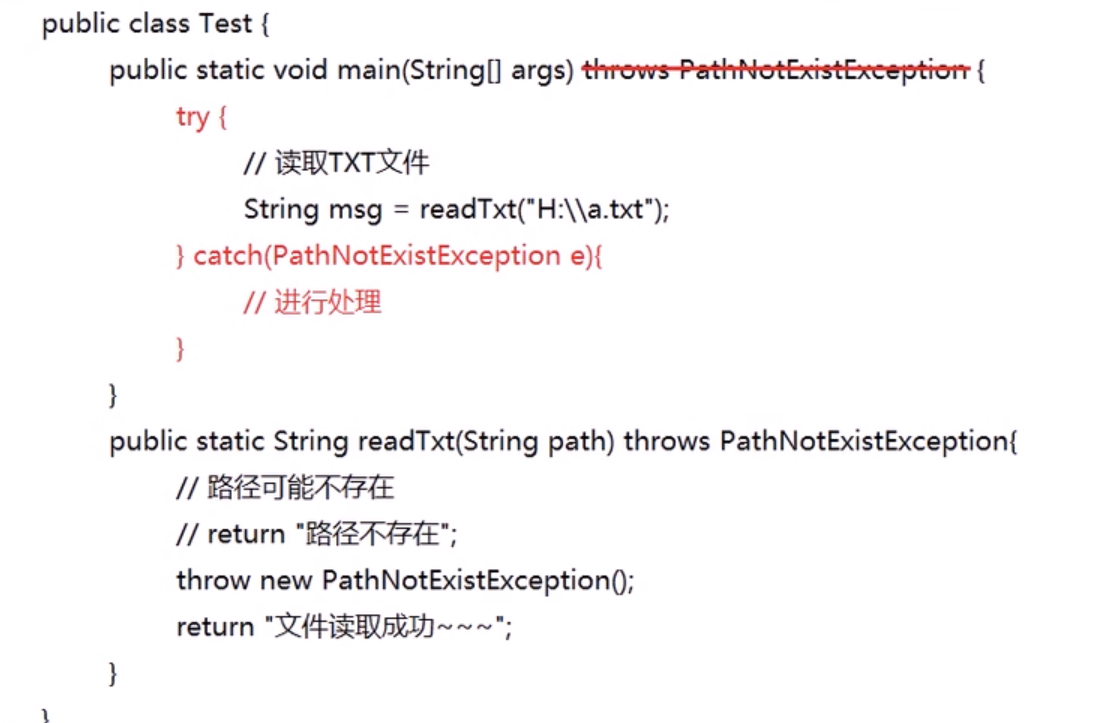 public class Test {
public static void main(String[] args) throws PathNotExistException {
try {
// 读取TXT文件
String msg = readTxt("H:\\a.txt");
} catch(PathNotExistException e){
// 进行处理
}
}
public static String readTxt(String path) throws PathNotExistException{
// 路径可能不存在
// return "路径不存在";
throw new PathNotExistException();
return "文件读取成功~~~";
}
}